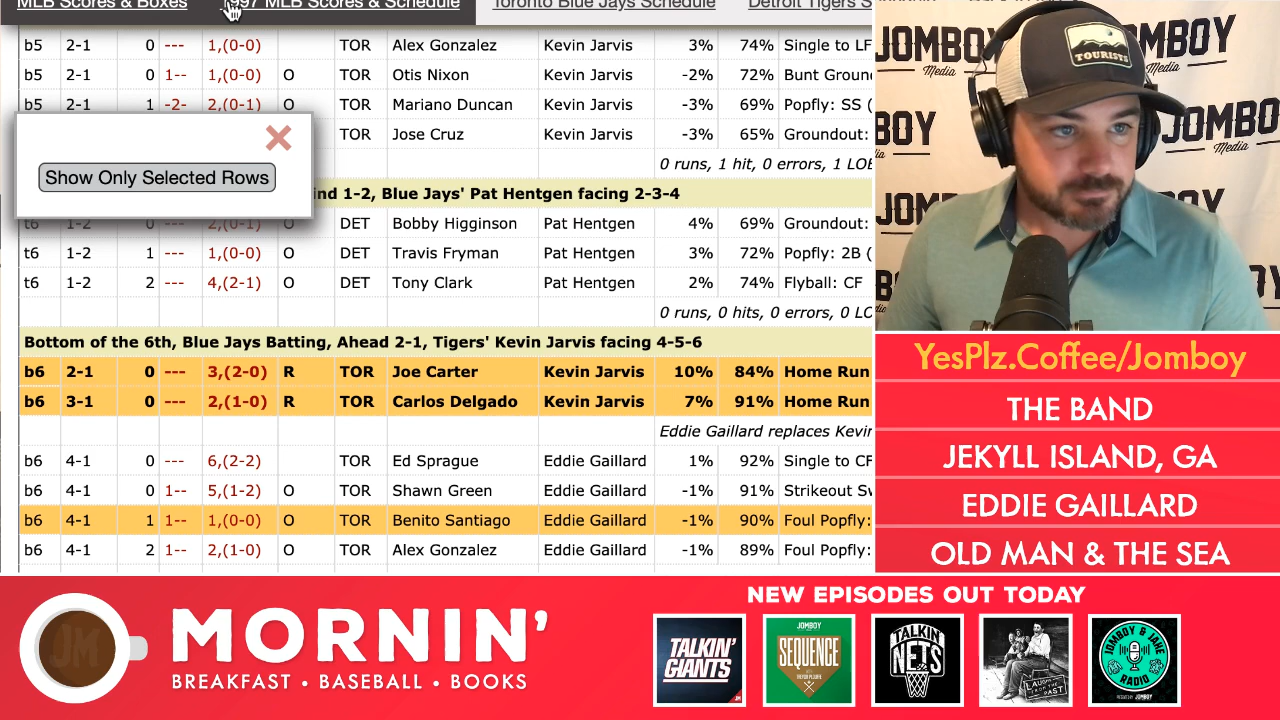 MLB Scores & Boxes 1997 MLB Scores & Schedule Toronto Blue Jays Schedule Detroit Tigers S
b5 2-1 0 --- 1,(0-0) TOR Alex Gonzalez Kevin Jarvis 3% 74% Single to LF
b5 2-1 0 1-- 1,(0-0) O TOR Otis Nixon Kevin Jarvis -2% 72% Bunt Groun
b5 2-1 1 -2- 2,(0-1) O TOR Mariano Duncan Kevin Jarvis -3% 69% Popfly: SS (
TOR Jose Cruz Kevin Jarvis -3% 65% Groundout:
0 runs, 1 hit, 0 errors, 1 LOB
Show Only Selected Rows
ind 1-2, Blue Jays' Pat Hentgen facing 2-3-4
t6 1-2 0 --- 2,(0-1) O DET Bobby Higginson Pat Hentgen 4% 69% Groundout:
t6 1-2 1 --- 1,(0-0) O DET Travis Fryman Pat Hentgen 3% 72% Popfly: 2B (
t6 1-2 2 --- 4,(2-1) O DET Tony Clark Pat Hentgen 2% 74% Flyball: CF
0 runs, 0 hits, 0 errors, 0 LO
Bottom of the 6th, Blue Jays Batting, Ahead 2-1, Tigers' Kevin Jarvis facing 4-5-6
b6 2-1 0 --- 3,(2-0) R TOR Joe Carter Kevin Jarvis 10% 84% Home Run
b6 3-1 0 --- 2,(1-0) R TOR Carlos Delgado Kevin Jarvis 7% 91% Home Run
Eddie Gaillard replaces Kevin
b6 4-1 0 --- 6,(2-2) TOR Ed Sprague Eddie Gaillard 1% 92% Single to CF
b6 4-1 0 1-- 5,(1-2) O TOR Shawn Green Eddie Gaillard -1% 91% Strikeout Sw
b6 4-1 1 1-- 1,(0-0) O TOR Benito Santiago Eddie Gaillard -1% 90% Foul Popfly:
b6 4-1 2 1-- 2,(1-0) O TOR Alex Gonzalez Eddie Gaillard -1% 89% Foul Popfly:
JOMBOY
Media
JOMBOY
Media
TOURISTS
YesPlz.Coffee/Jomboy
THE BAND
JEKYLL ISLAND, GA
EDDIE GAILLARD
OLD MAN & THE SEA
JM
MORNIN'
BREAKFAST • BASEBALL • BOOKS
NEW EPISODES OUT TODAY
TALKIN' GIANTS
JOMBOY
SEQUENCE
TALKIN NETS
LAUGHS FROM THE PAST
JOMBOY & JAKE
RADIO